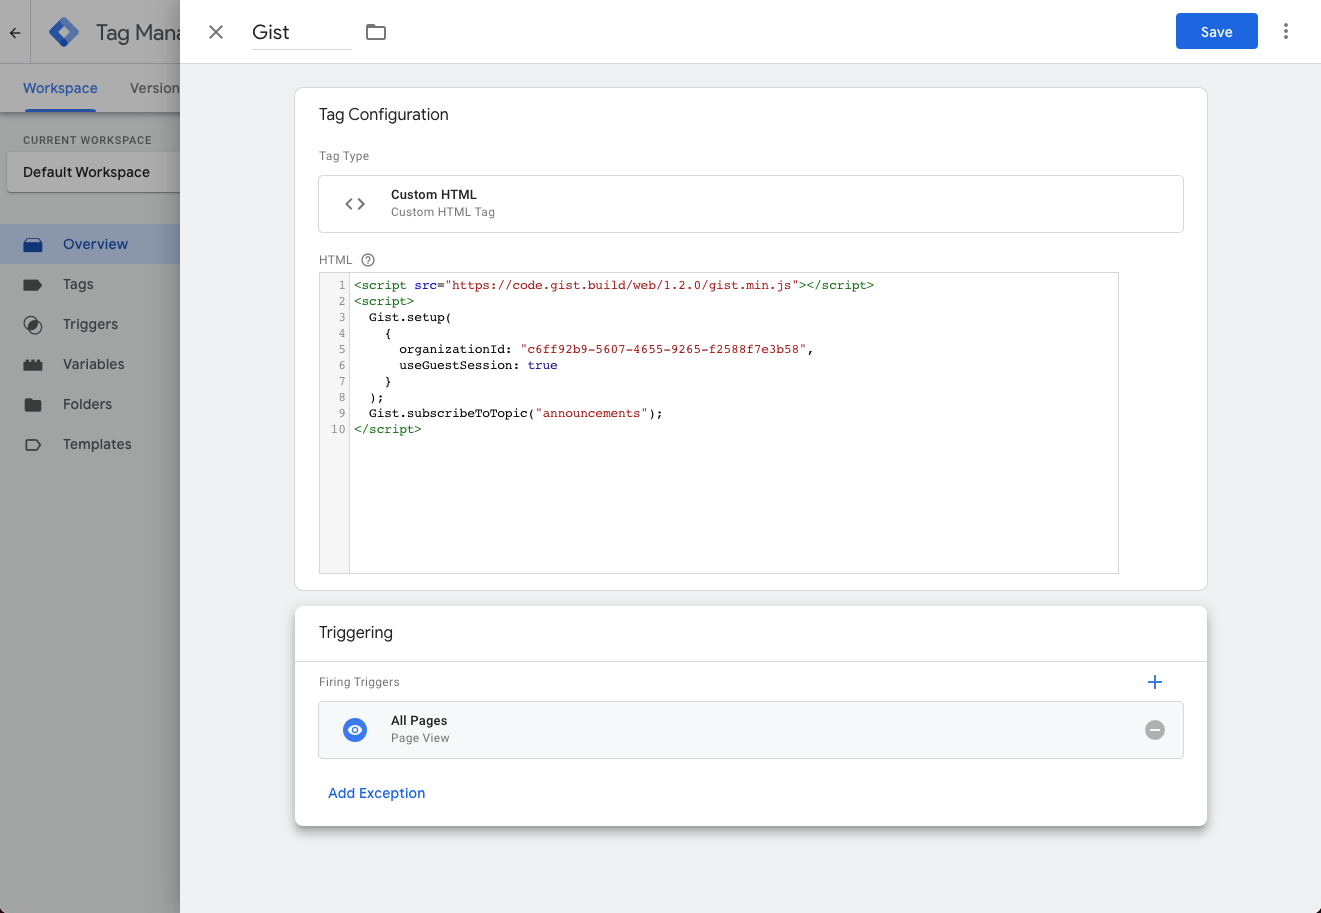 Tag Mana
Gist
Save
Workspace
Version
CURRENT WORKSPACE
Default Workspace
Overview
Tags
Triggers
Variables
Folders
Templates
Tag Configuration
Tag Type
Custom HTML
Custom HTML Tag
HTML ?
1 <script src="https://code.gist.build/web/1.2.0/gist.min.js"></script>
2 <script>
3 Gist.setup(
4 {
5 organizationId: "c6ff92b9-5607-4655-9265-f2588f7e3b58",
6 useGuestSession: true
7 }
8 );
9 Gist.subscribeToTopic("announcements");
10 </script>
Triggering
Firing Triggers
All Pages
Page View
Add Exception